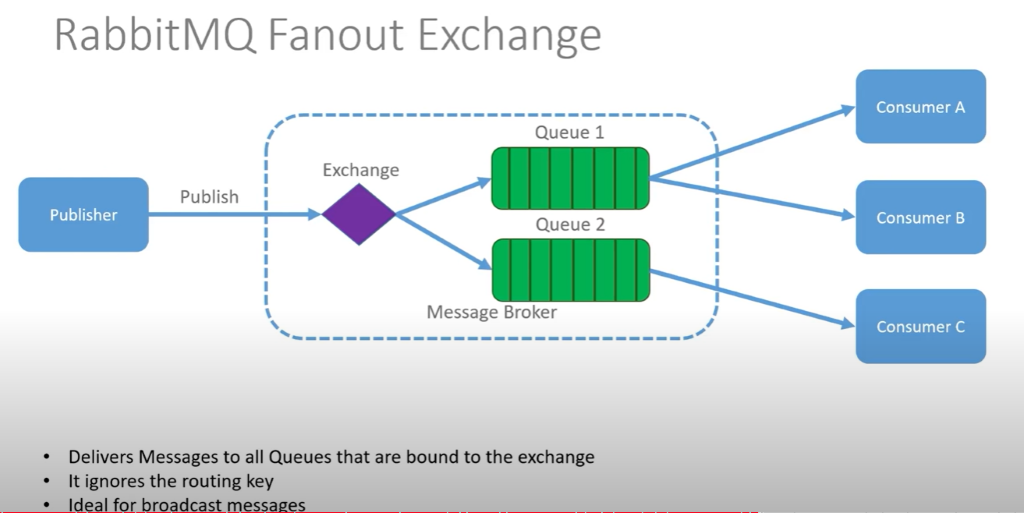 RabbitMQ Fanout Exchange
Consumer A
Queue 1
Exchange
Publish
Publisher
Consumer B
Queue 2
Message Broker
Consumer C
• Delivers Messages to all Queues that are bound to the exchange
• It ignores the routing key
• Ideal for broadcast messages